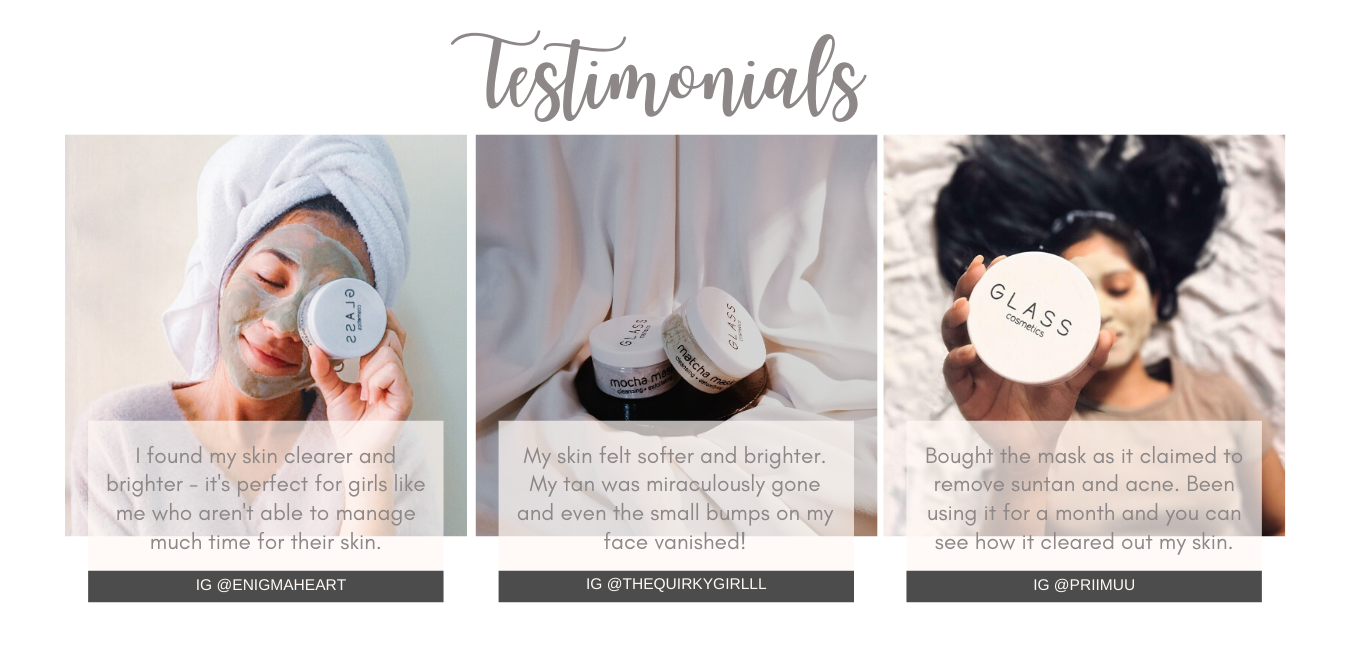 Testimonials
GLASS
COSMETICS
I found my skin clearer and
brighter - it's perfect for girls like
me who aren't able to manage
much time for their skin.
IG @ENIGMAHEART
GLASS
mocha
cleansing •
GLASS
matcha
cleansing •
My skin felt softer and brighter.
My tan was miraculously gone
and even the small bumps on my
face vanished!
IG @THEQUIRKYGIRLLL
GLASS
cosmetics
Bought the mask as it claimed to
remove suntan and acne. Been
using it for a month and you can
see how it cleared out my skin.
IG @PRIIMUU